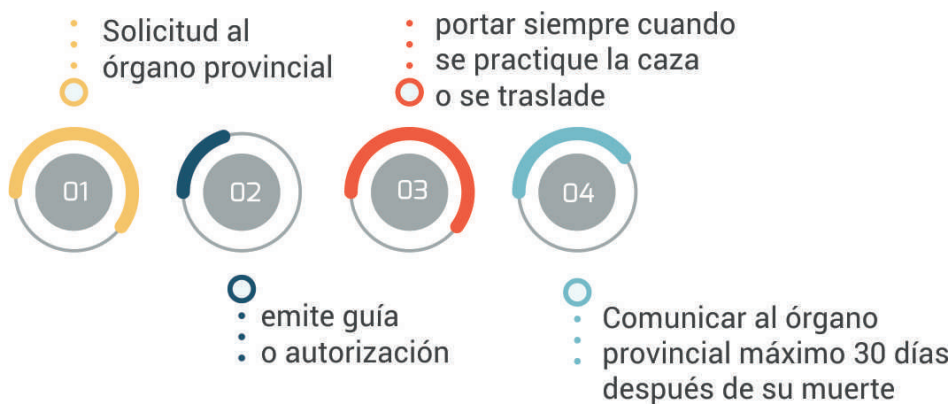 Solicitud al
órgano provincial
portar siempre cuando
se practique la caza
o se traslade
01
02
03
04
emite guía
o autorización
Comunicar al órgano
provincial máximo 30 días
después de su muerte